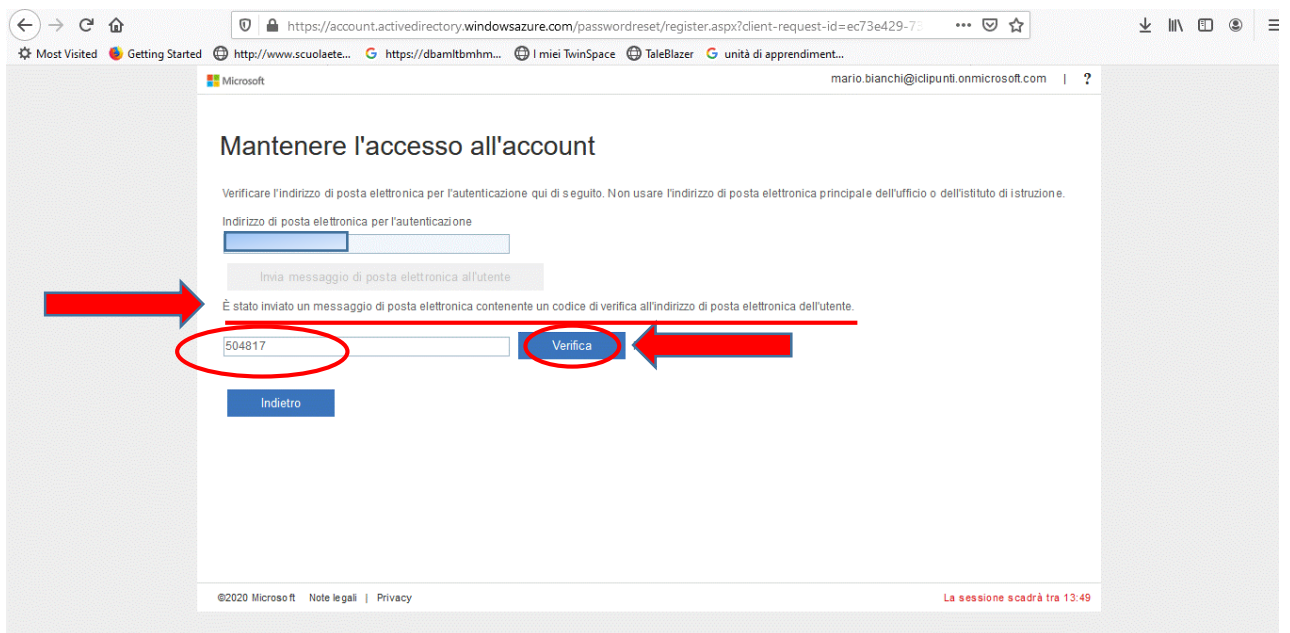 https://account.activedirectory.windowsazure.com/passwordreset/register.aspx?client-request-id=ec73e429-73
Most Visited Getting Started http://www.scuolaete... https://dbamltbmhm... I miei TwinSpace TaleBlazer unità di apprendiment...
Microsoft mario.bianchi@iclipunti.onmicrosoft.com | ?
Mantenere l'accesso all'account
Verificare l'indirizzo di posta elettronica per l'autenticazione qui di seguito. Non usare l'indirizzo di posta elettronica principale dell'ufficio o dell'istituto di istruzione.
Indirizzo di posta elettronica per l'autenticazione
Invia messaggio di posta elettronica all'utente
È stato inviato un messaggio di posta elettronica contenente un codice di verifica all'indirizzo di posta elettronica dell'utente.
504817 Verifica
Indietro
©2020 Microsoft Note legali | Privacy La sessione scadrà tra 13:49